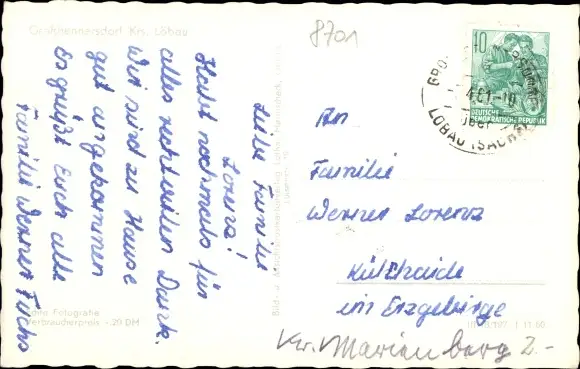 Großhennersdorf Krs. Löbau
Liebe Familie
Lorenz!
Habt nochmals für
alles recht vielen Dank.
Wir sind zu Hause
gut angekommen
Es grüßt Euch alle
Familie Werner Fuchs
Echte Fotografie
Verbraucherpreis -20 DM
8701
10
DEUTSCHE
DEMOKRATISCHE REPUBLIK
LÖBAU (SACHS
An
Familie
Werner Lorenz
Kühlhaide
im Erzgebirge
Kr. Marienberg 2.-